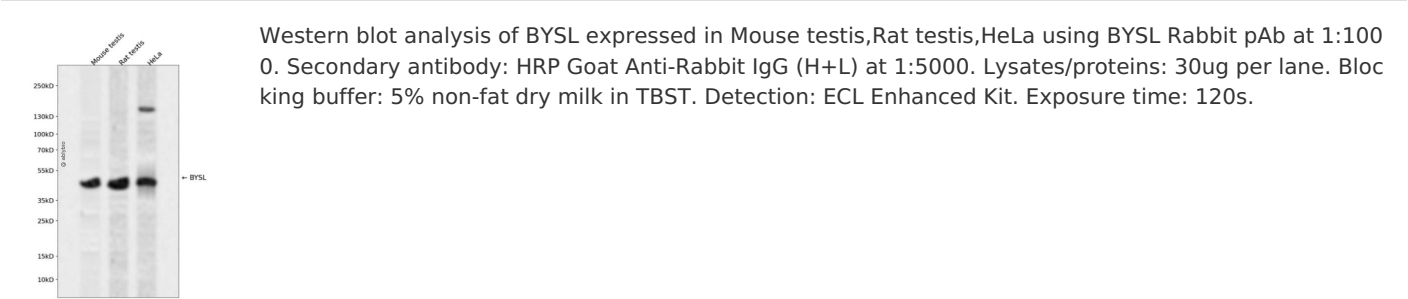 Mouse testis
Rat testis
HeLa
250kD
130kD
100kD
70kD
55kD
35kD
25kD
15kD
10kD
@ abytoo
← BYSL
Western blot analysis of BYSL expressed in Mouse testis,Rat testis,HeLa using BYSL Rabbit pAb at 1:100
0. Secondary antibody: HRP Goat Anti-Rabbit IgG (H+L) at 1:5000. Lysates/proteins: 30ug per lane. Bloc
king buffer: 5% non-fat dry milk in TBST. Detection: ECL Enhanced Kit. Exposure time: 120s.